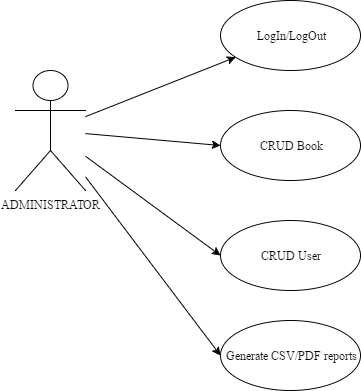 LogIn/LogOut
CRUD Book
ADMINISTRATOR
CRUD User
Generate CSV/PDF reports